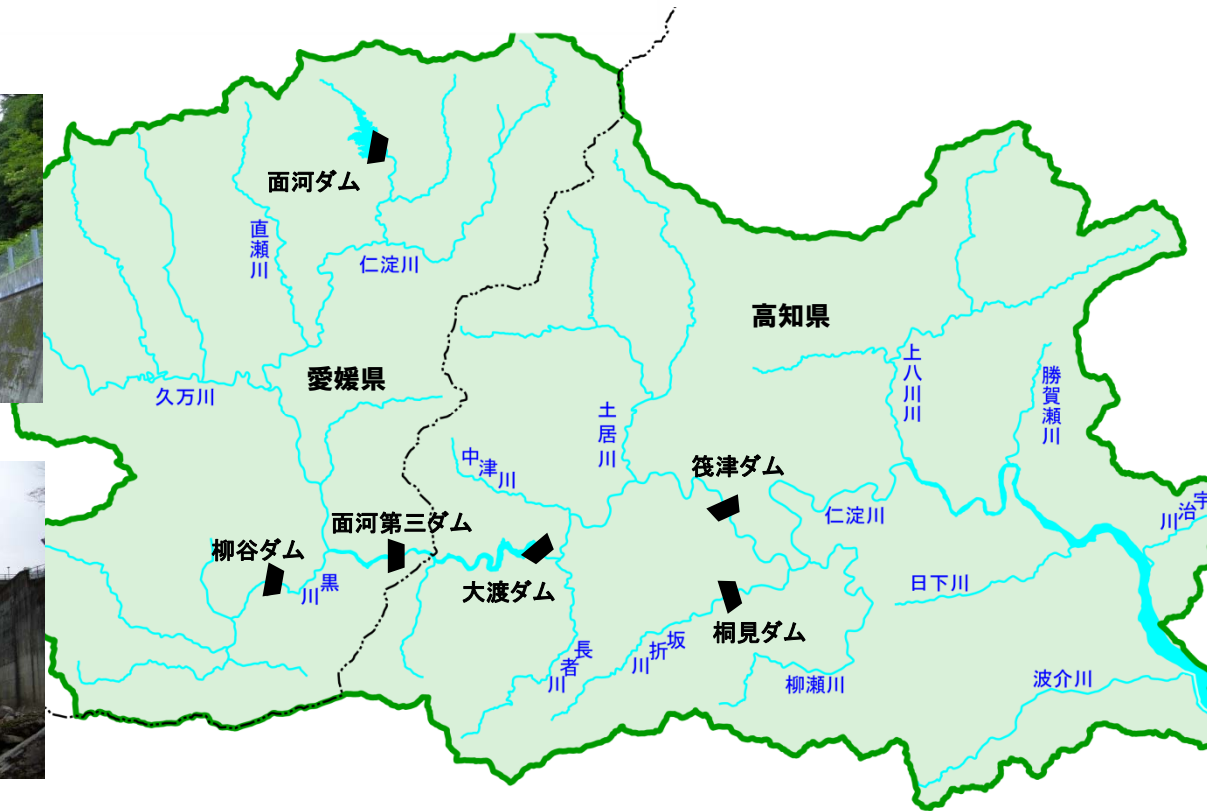 面河ダム
直瀬川
仁淀川
高知県
愛媛県
久万川
上八川川
勝賀瀬川
土居川
中津川
筏津ダム
仁淀川
宇治川
面河第三ダム
柳谷ダム
黒川
大渡ダム
日下川
桐見ダム
長者川
坂折川
柳瀬川
波介川